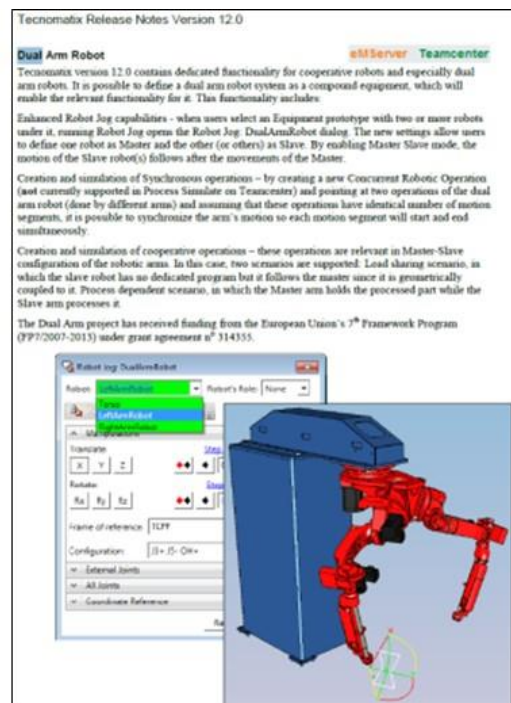 Tecnomatix Release Notes Version 12.0
Dual Arm Robot
eMServer Teamcenter
Tecnomatix version 12.0 contains dedicated functionality for cooperative robots and especially dual
arm robots. It is possible to define a dual arm robot system as a compound equipment, which will
enable the relevant functionality for it. This functionality includes:
Enhanced Robot Jog capabilities - when users select an Equipment prototype with two or more robots
under it, running Robot Jog opens the Robot Jog: DualArmRobot dialog. The new settings allow users
to define one robot as Master and the other (or others) as Slave. By enabling Master Slave mode, the
motion of the Slave robot(s) follows after the movements of the Master.
Creation and simulation of Synchronous operations – by creating a new Concurrent Robotic Operation
(not currently supported in Process Simulate on Teamcenter) and pointing at two operations of the dual
arm robot (done by different arms) and assuming that these operations have identical number of motion
segments, it is possible to synchronize the arm's motion so each motion segment will start and end
simultaneously.
Creation and simulation of cooperative operations – these operations are relevant in Master-Slave
configuration of the robotic arms. In this case, two scenarios are supported: Load sharing scenario, in
which the slave robot has no dedicated program but it follows the master since it is geometrically
coupled to it. Process dependent scenario, in which the Master arm holds the processed part while the
Slave arm processes it.
The Dual Arm project has received funding from the European Union's 7th Framework Program
(FP7/2007-2013) under grant agreement nº 314355.
Robot Jog: DualArmRobot
Robot: LeftArmRobot Robot's Role: None
Torso
LeftArmRobot
RightArmRobot
Manipulations
Translate: Step
X Y Z
Rotate:
Rx Ry Rz
Frame of reference: TCPF
Configuration: J3+ J5- OH+
External Joints
All Joints
Coordinate Reference